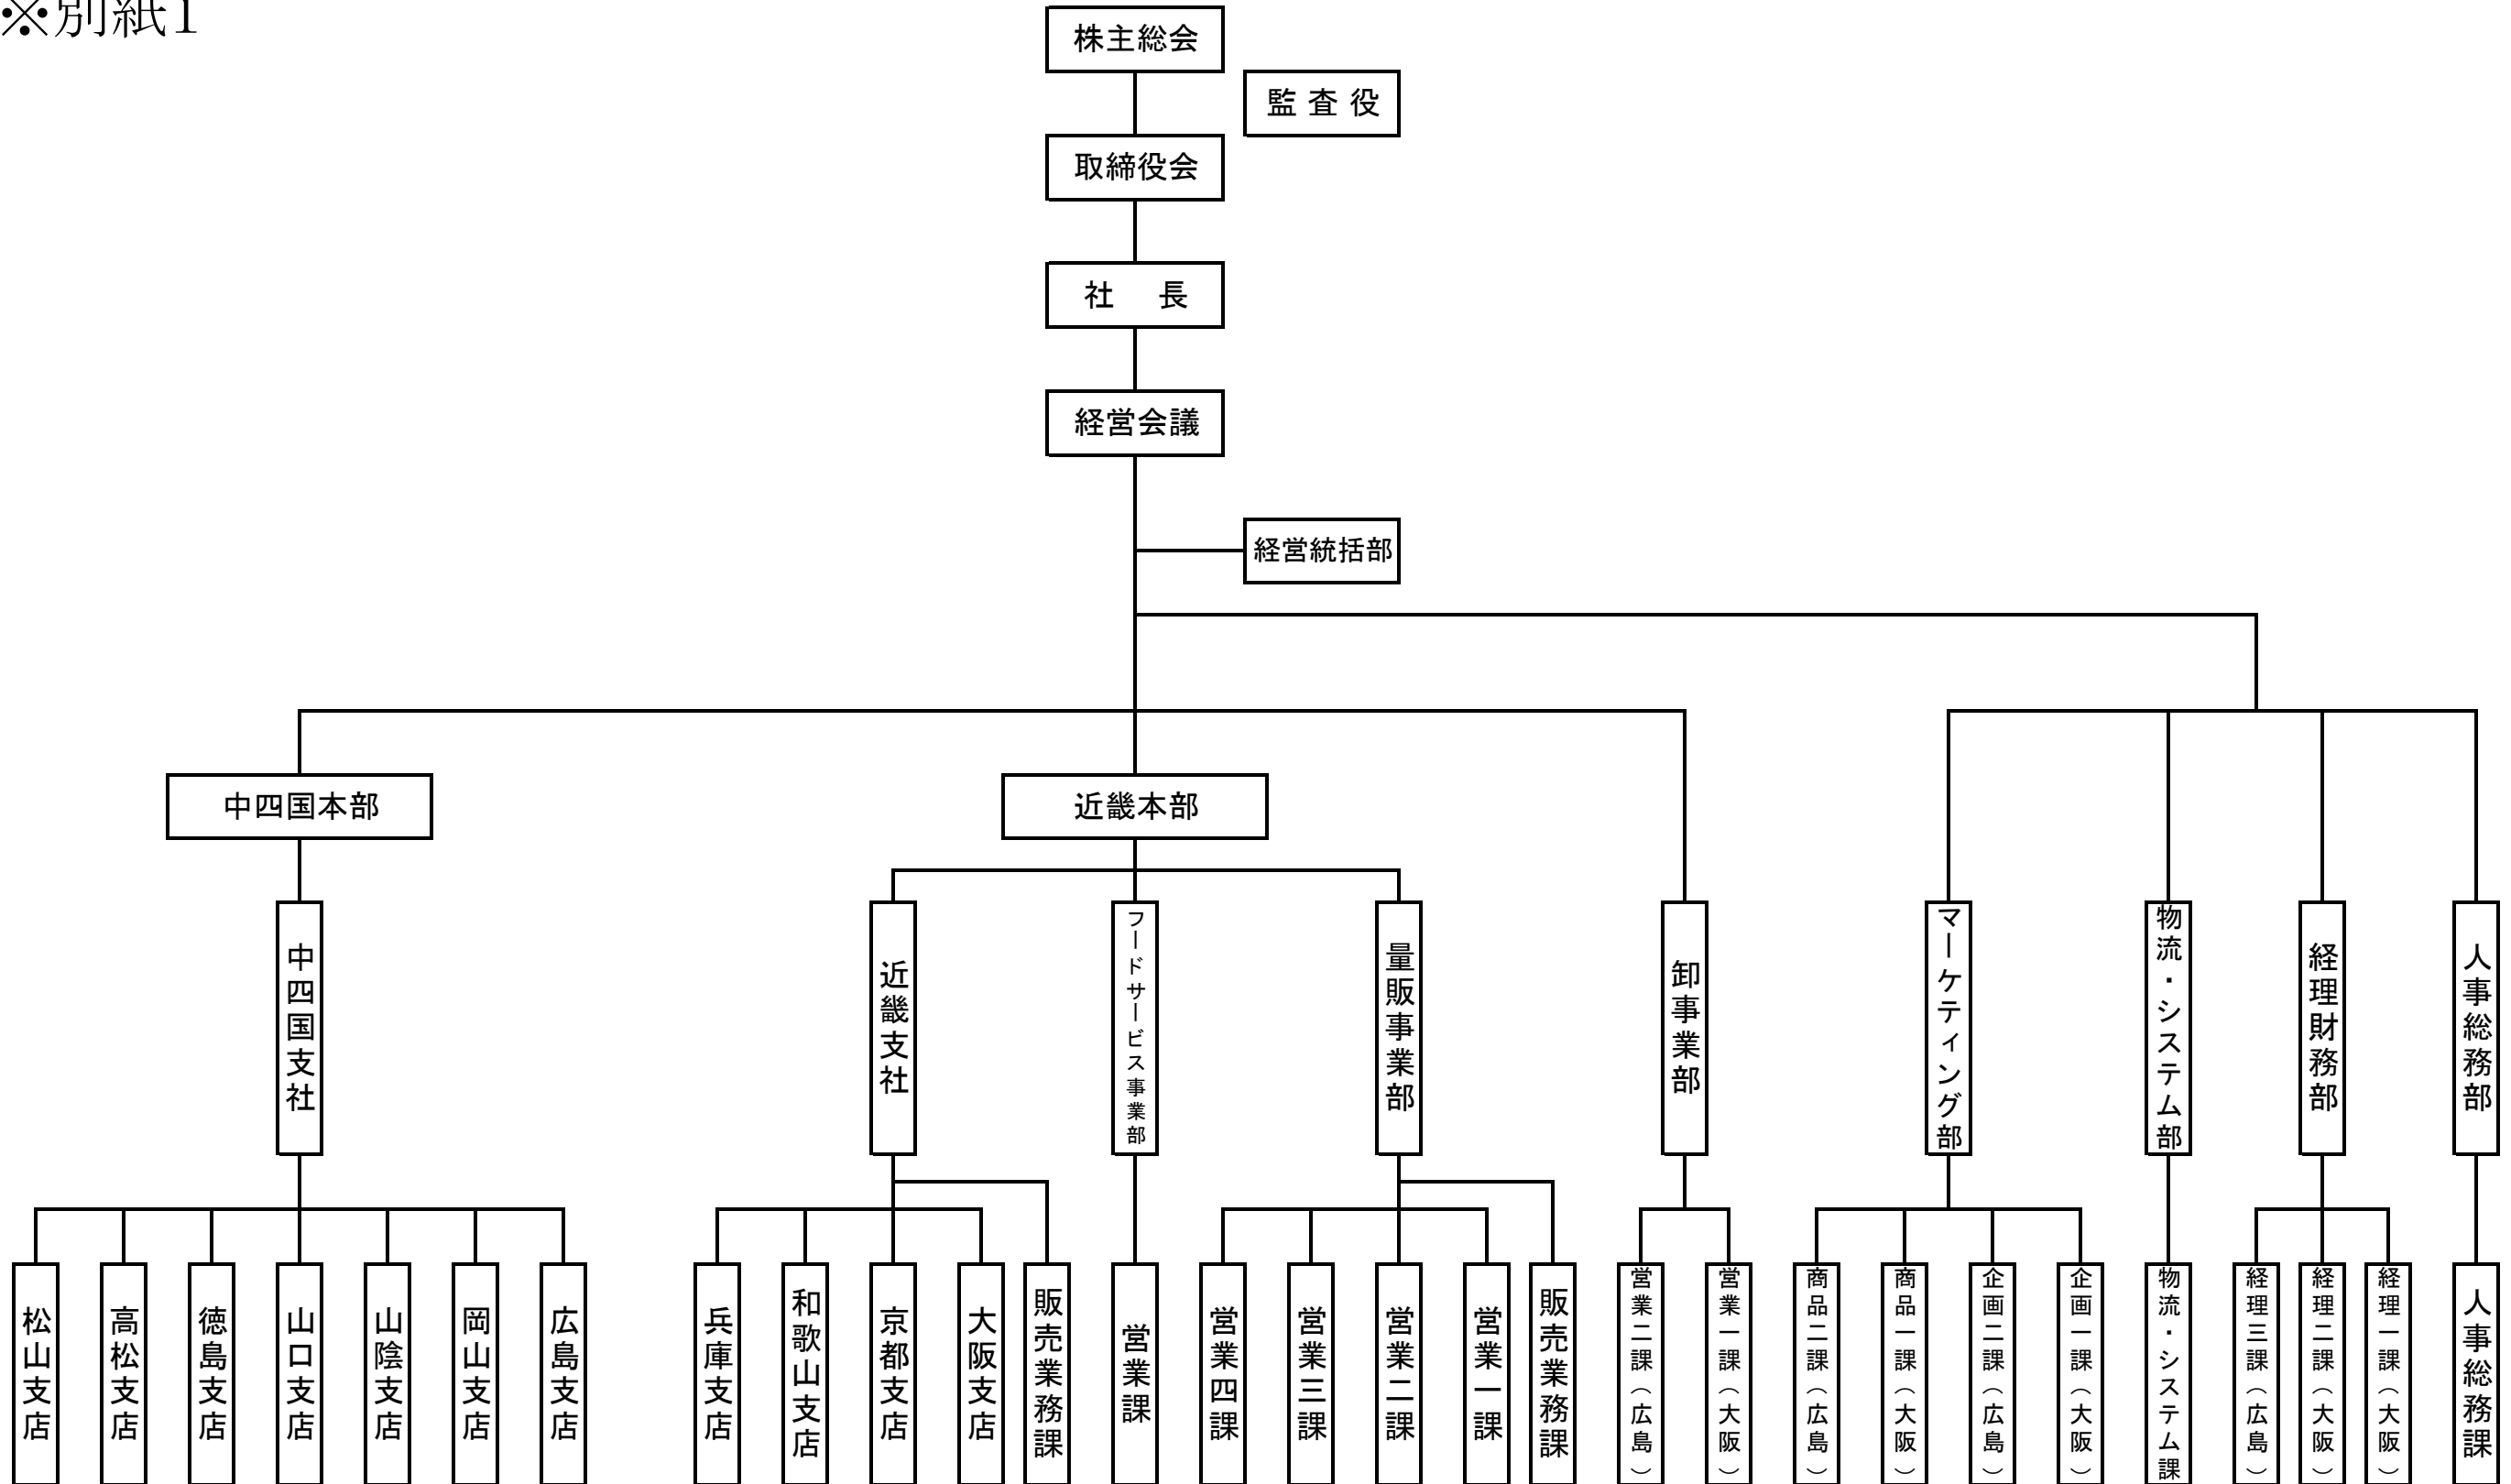 ※別紙1
株主総会
監査役
取締役会
社　長
経営会議
経営統括部
中四国本部
近畿本部
中四国支社
近畿支社
フードサービス事業部
量販事業部
卸事業部
マーケティング部
物流・システム部
経理財務部
人事総務部
松山支店
高松支店
徳島支店
山口支店
山陰支店
岡山支店
広島支店
兵庫支店
和歌山支店
京都支店
大阪支店
販売業務課
営業課
営業四課
営業三課
営業二課
営業一課
販売業務課
営業二課（広島）
営業一課（大阪）
商品二課（広島）
商品一課（大阪）
企画二課（広島）
企画一課（大阪）
物流・システム課
経理三課（広島）
経理二課（大阪）
経理一課（大阪）
人事総務課